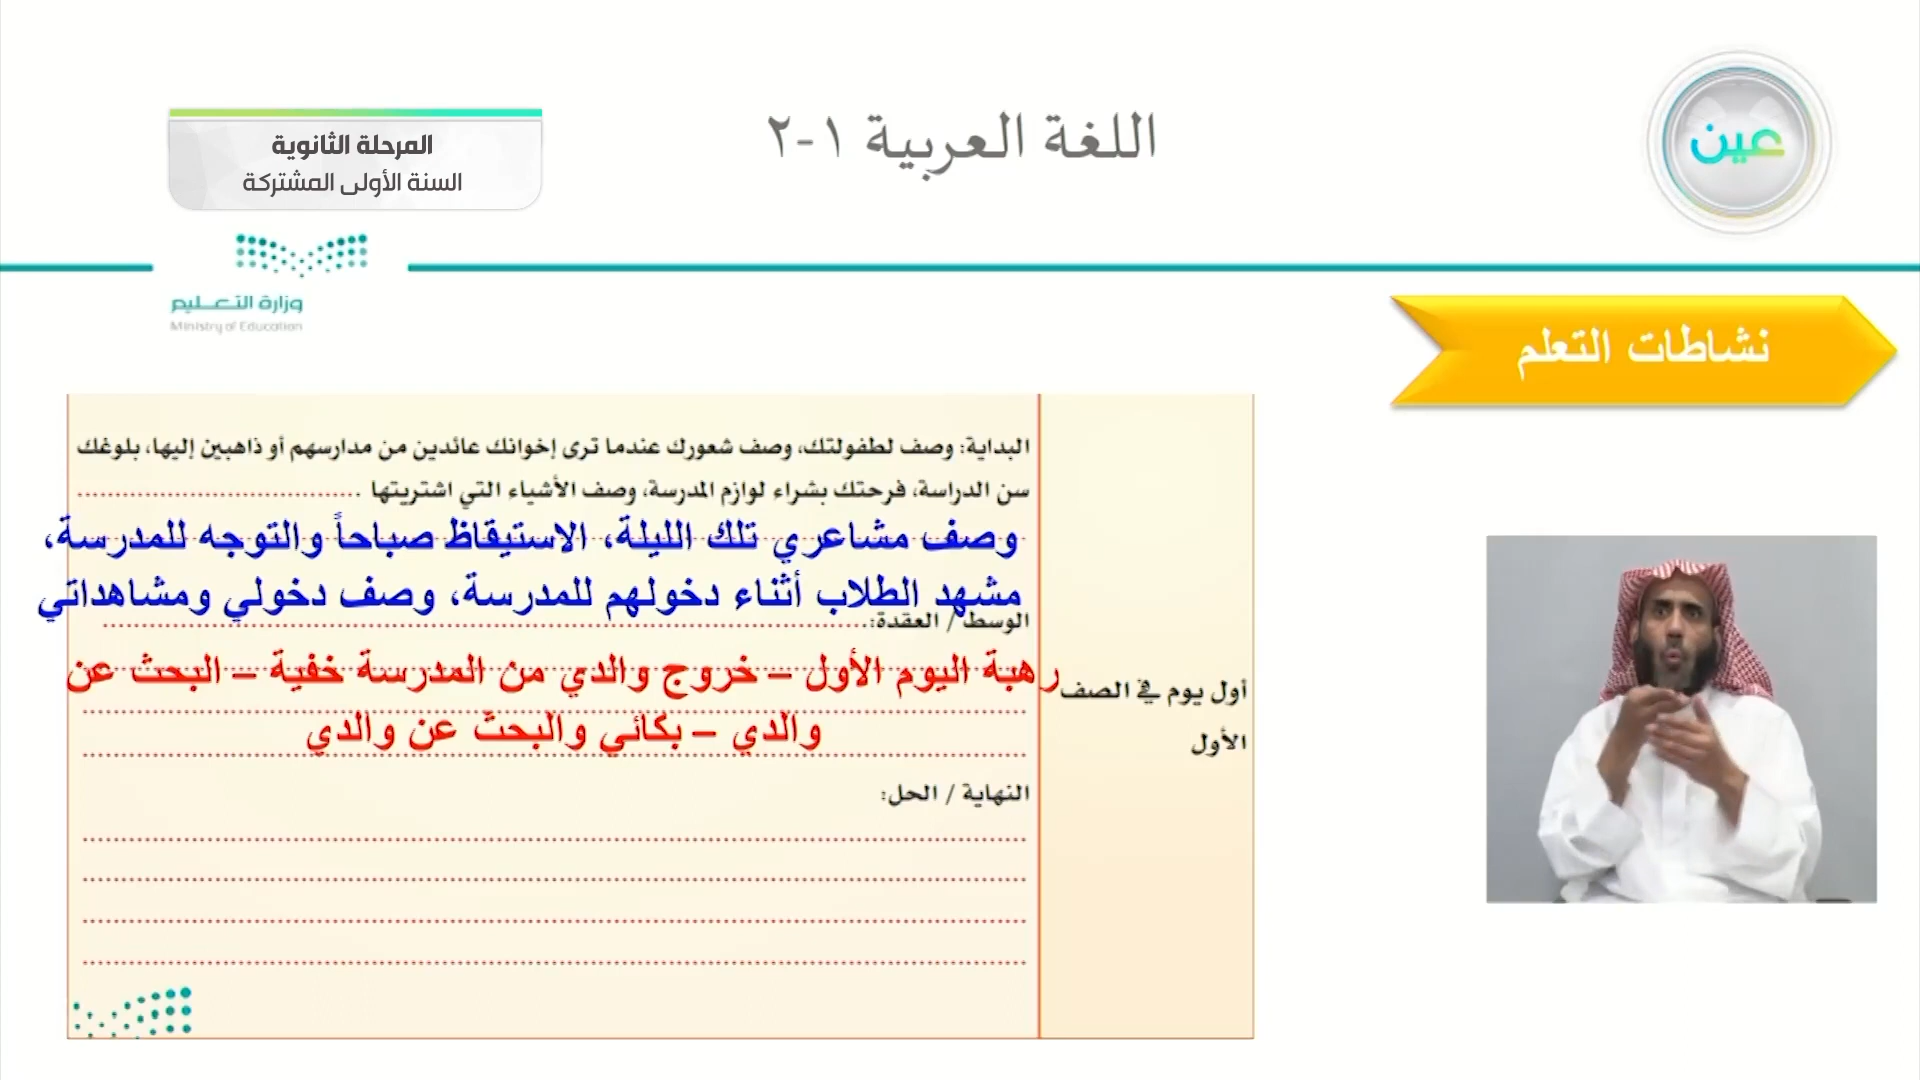 المرحلة الثانوية
السنة الأولى المشتركة
اللغة العربية ١-٢
عين
وزارة التعليم
Ministry of Education
نشاطات التعلم
البداية: وصف لطفولتك، وصف شعورك عندما ترى إخوانك عائدين من مدارسهم أو ذاهبين إليها، بلوغك
سن الدراسة، فرحتك بشراء لوازم المدرسة، وصف الأشياء التي اشتريتها .
وصف مشاعري تلك الليلة، الاستيقاظ صباحاً والتوجه للمدرسة،
مشهد الطلاب أثناء دخولهم للمدرسة، وصف دخولي ومشاهداتي
الوسط / العقدة:
رهبة اليوم الأول – خروج والدي من المدرسة خفية – البحث عن
والدي – بكائي والبحث عن والدي
أول يوم في الصف
الأول
النهاية / الحل: